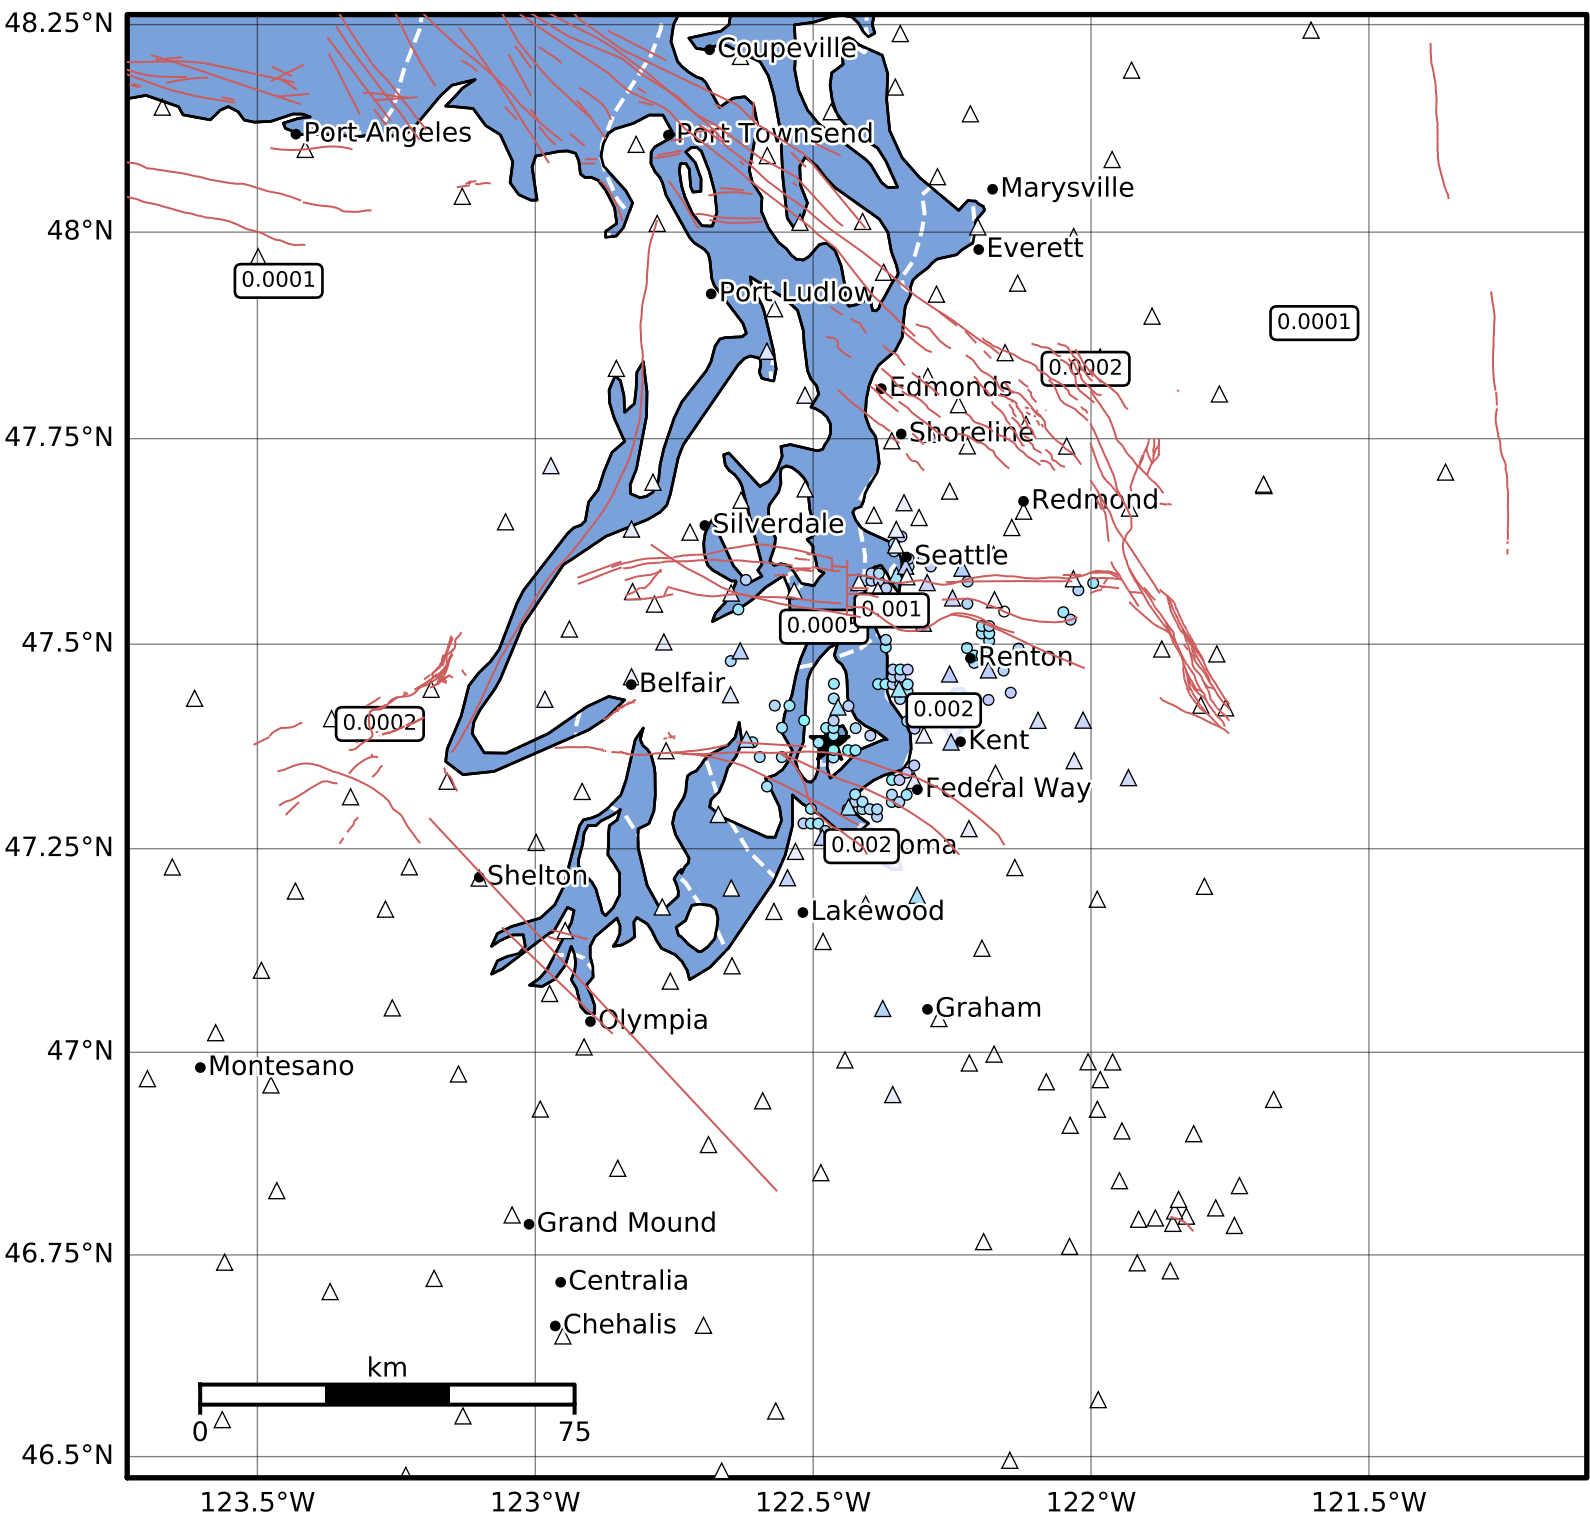 48.25°N
Coupeville
Port Angeles
Port Townsend
Marysville
48°N
Everett
0.0001
Port Ludlow
0.0001
0.0002
Edmonds
47.75°N
Shoreline
Redmond
Silverdale
Seattle
0.001
0.0005
47.5°N
Renton
Belfair
0.002
0.0002
Kent
Federal Way
47.25°N
0.002
oma
Shelton
Lakewood
Graham
Olympia
47°N
Montesano
Grand Mound
46.75°N
Centralia
Chehalis
km
0
75
46.5°N
123.5°W
123°W
122.5°W
122°W
121.5°W